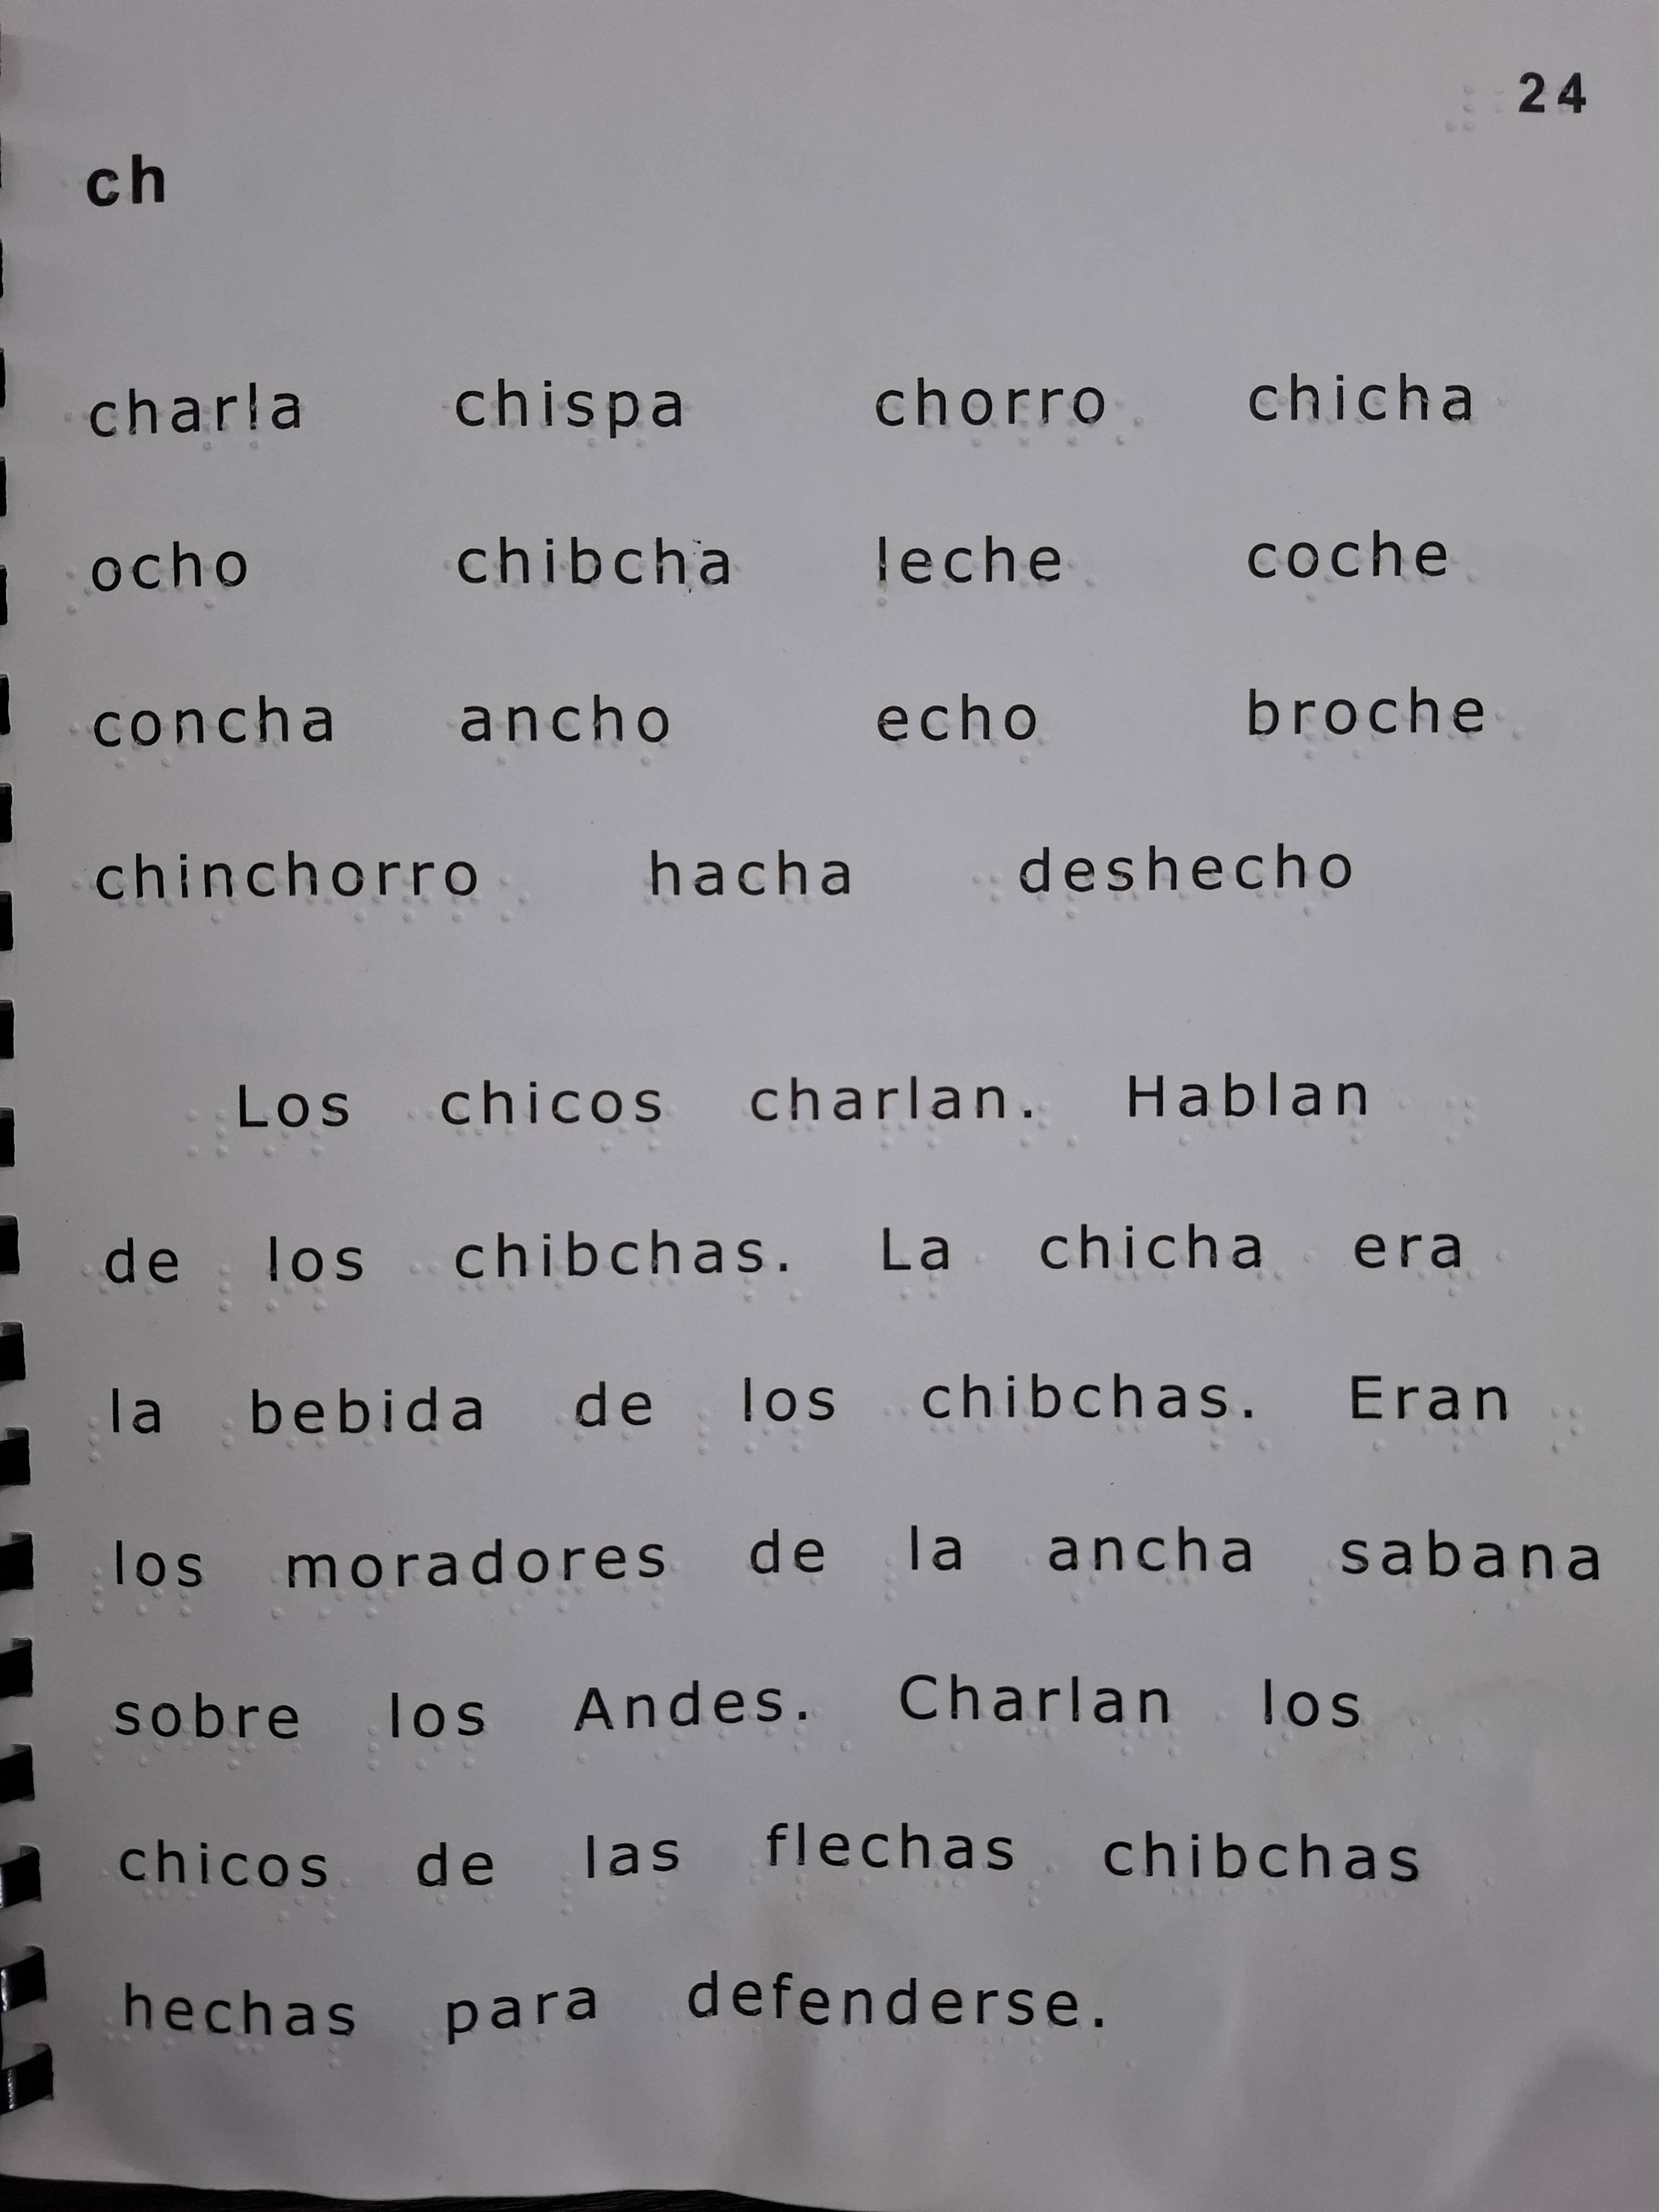 24
ch
charla chispa chorro chicha
ocho chibcha leche coche
concha ancho echo broche
chinchorro hacha deshecho
Los chicos charlan. Hablan
de los chibchas. La chicha era
la bebida de los chibchas. Eran
los moradores de la ancha sabana
sobre los Andes. Charlan los
chicos de las flechas chibchas
hechas para defenderse.